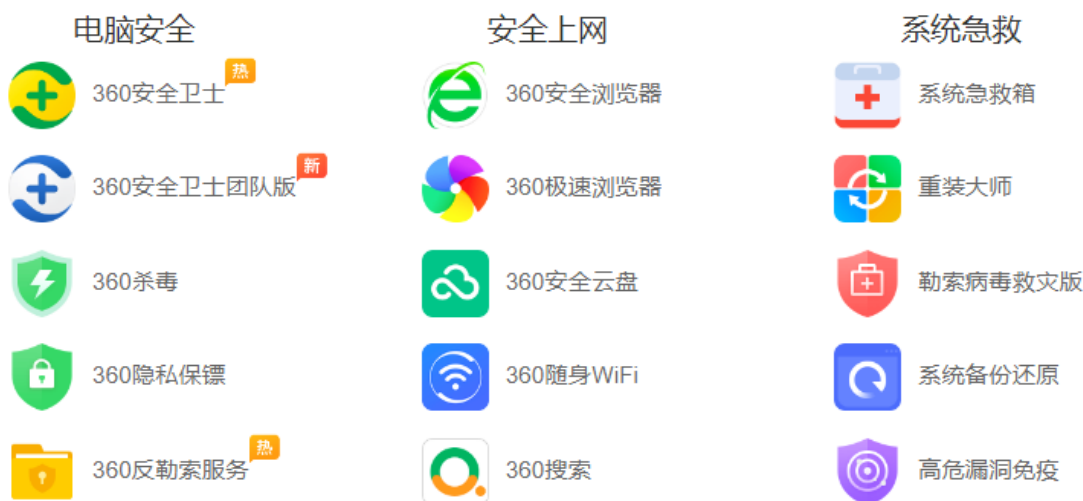 电脑安全
360安全卫士
热
360安全卫士团队版
新
360杀毒
360隐私保镖
360反勒索服务
热
安全上网
360安全浏览器
360极速浏览器
360安全云盘
360随身WiFi
360搜索
系统急救
系统急救箱
重装大师
勒索病毒救灾版
系统备份还原
高危漏洞免疫